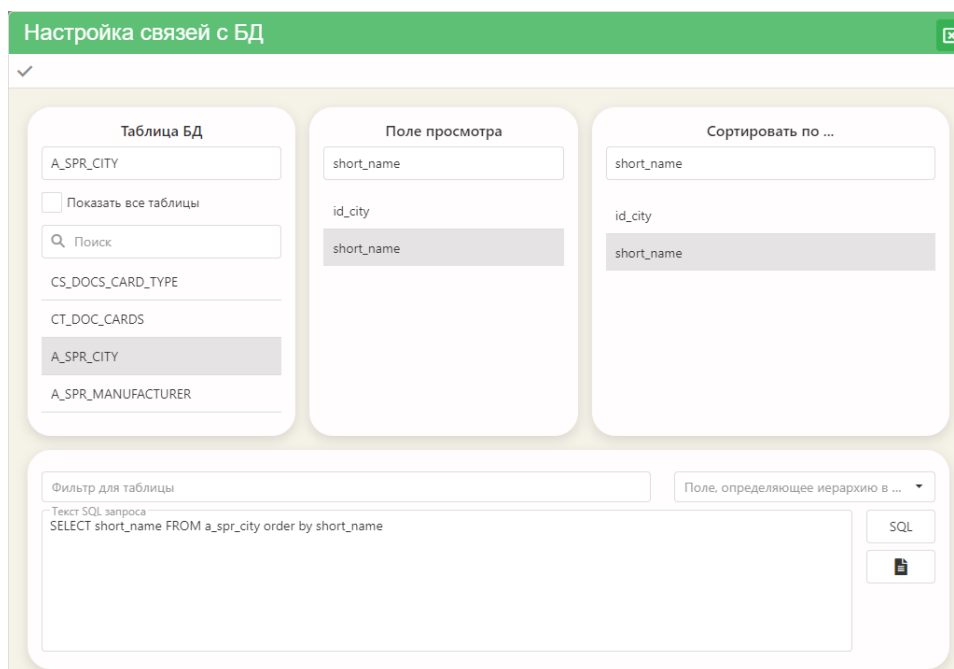 Настройка связей с БД
Таблица БД
A_SPR_CITY
Показать все таблицы
Поиск
CS_DOCS_CARD_TYPE
CT_DOC_CARDS
A_SPR_CITY
A_SPR_MANUFACTURER
Поле просмотра
short_name
id_city
short_name
Сортировать по ...
short_name
id_city
short_name
Фильтр для таблицы
Поле, определяющее иерархию в ...
Текст SQL запроса
SELECT short_name FROM a_spr_city order by short_name
SQL